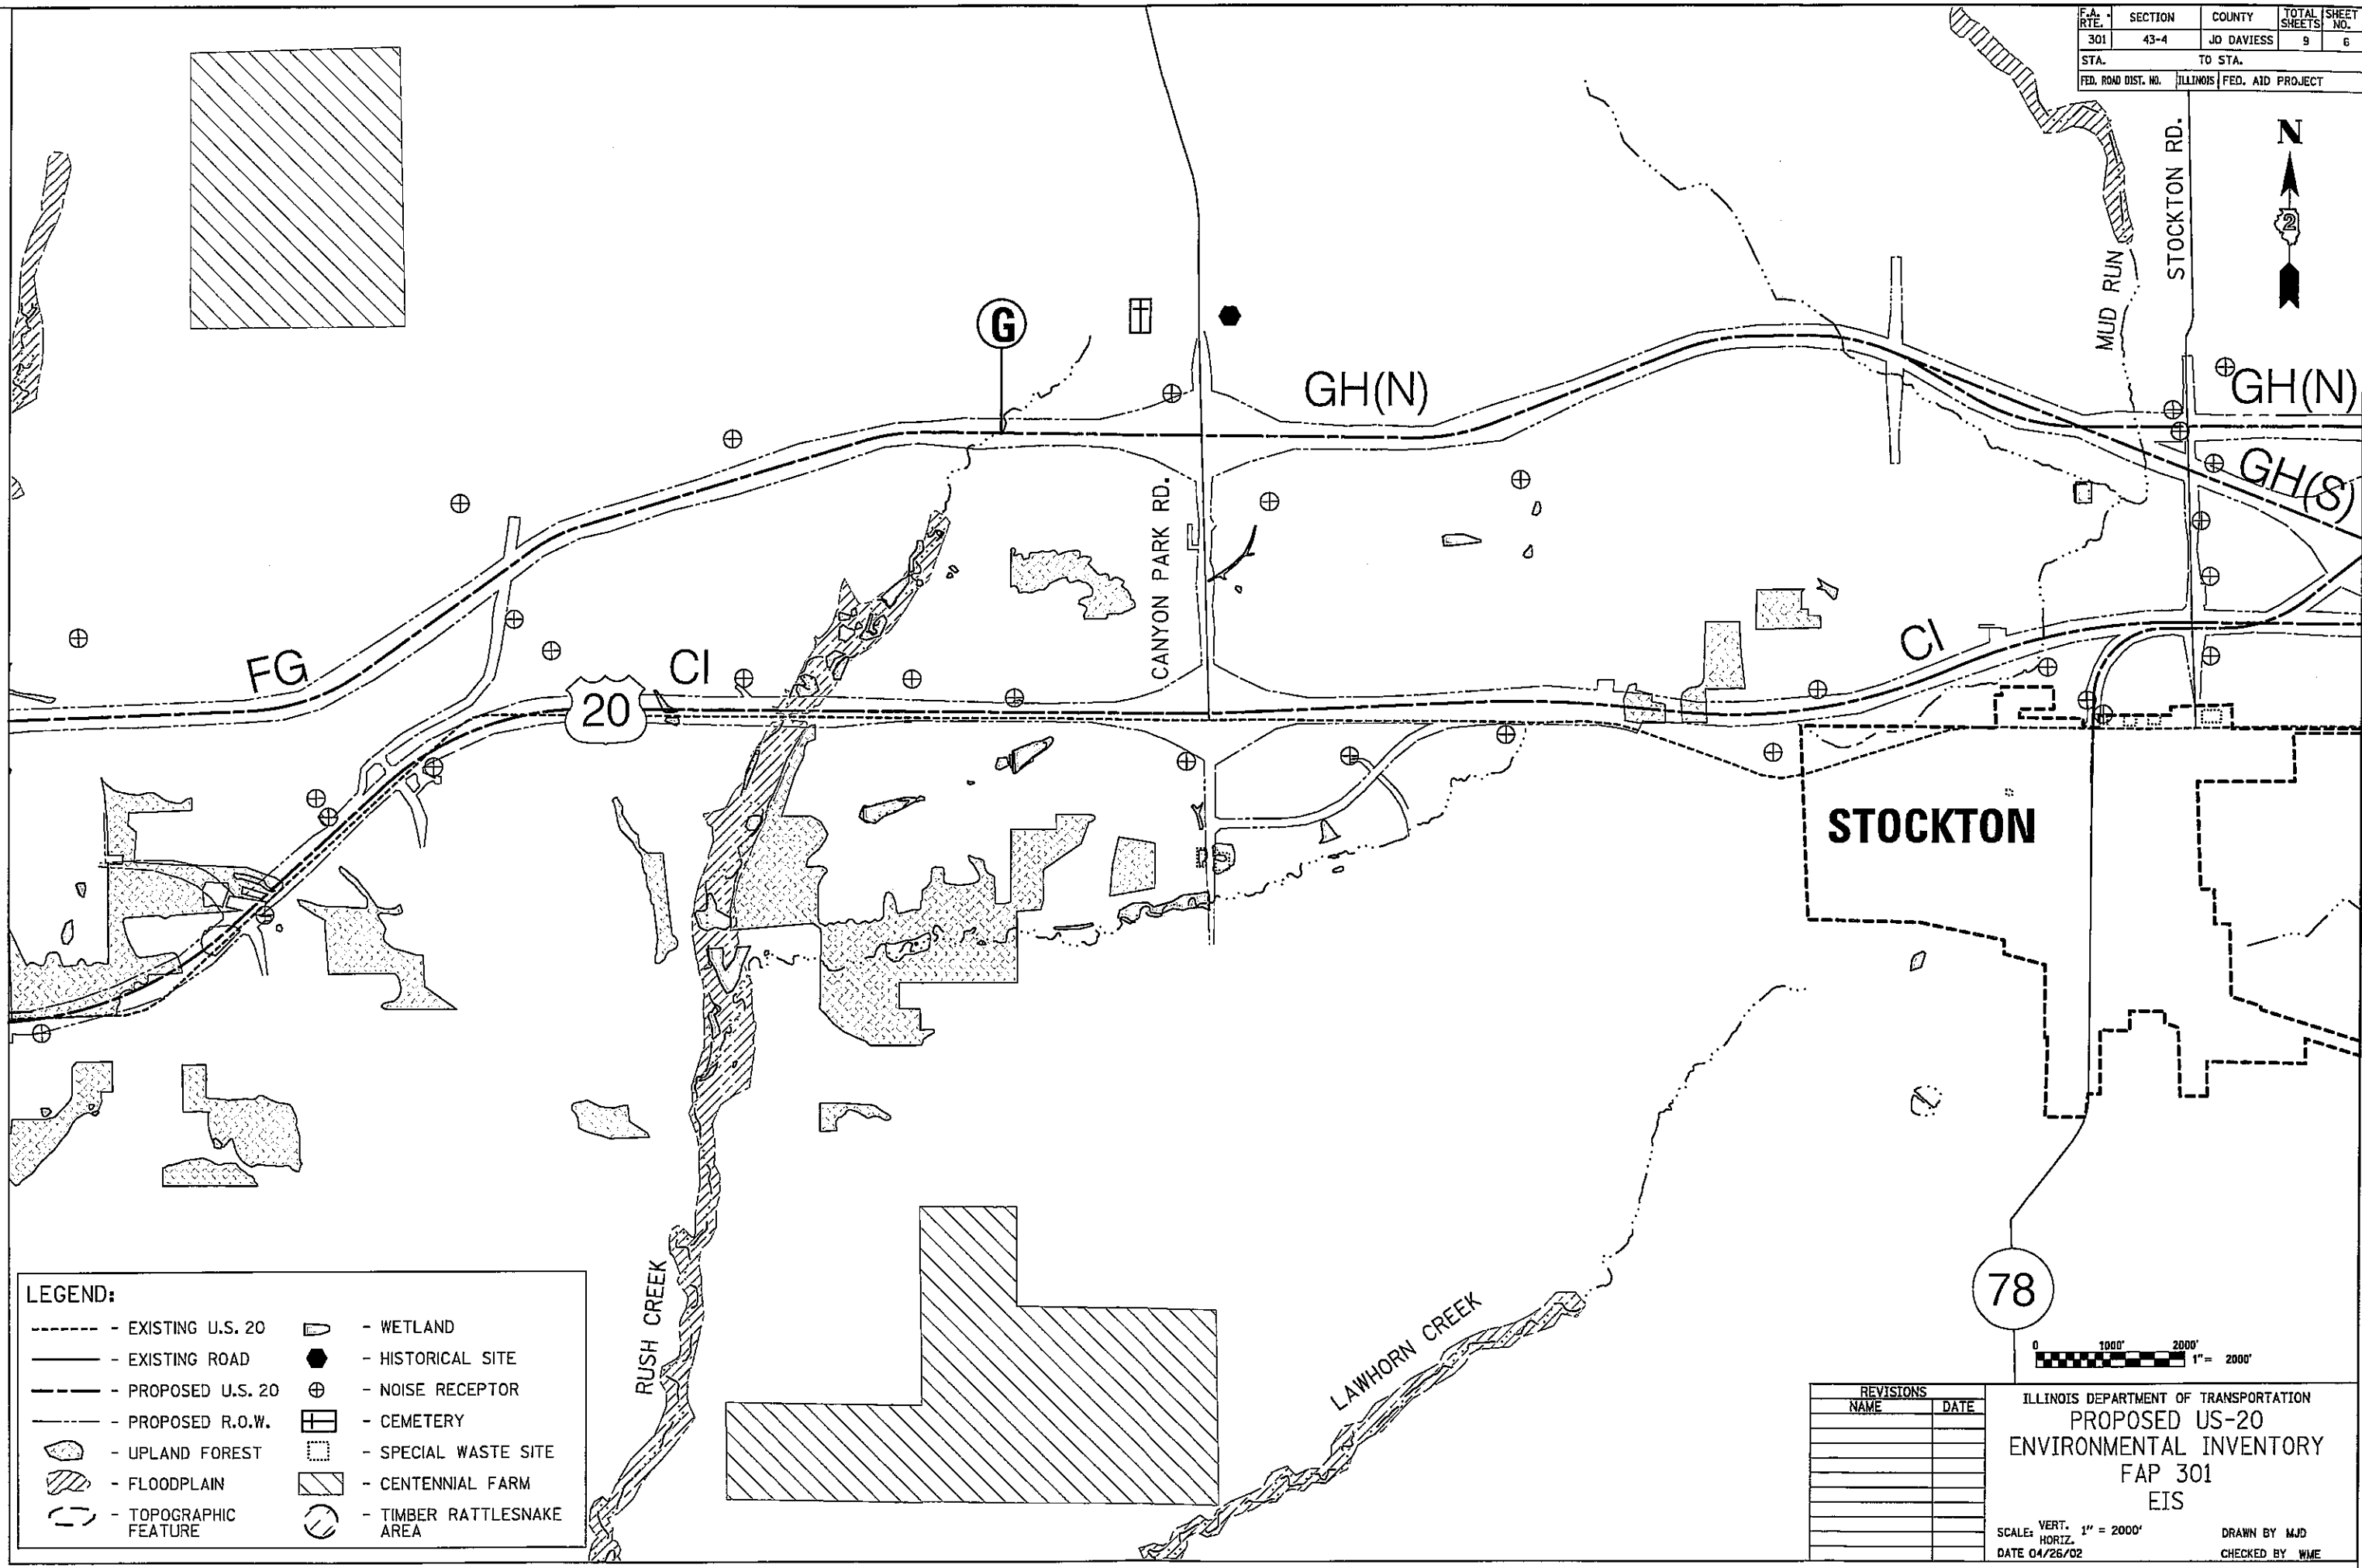 F.A. RTE. SECTION COUNTY TOTAL SHEETS SHEET NO.
301 43-4 JO DAVIESS 9 6
STA. TO STA.
FED. ROAD DIST. NO. ILLINOIS FED. AID PROJECT
N
2
STOCKTON RD.
MUD RUN
G
GH(N)
GH(N)
GH(S)
CANYON PARK RD.
FG
CI
20
CI
STOCKTON
RUSH CREEK
LAWHORN CREEK
78
0 1000' 2000'
1"= 2000'
LEGEND:
- EXISTING U.S. 20
- EXISTING ROAD
- PROPOSED U.S. 20
- PROPOSED R.O.W.
- UPLAND FOREST
- FLOODPLAIN
- TOPOGRAPHIC
FEATURE
- WETLAND
- HISTORICAL SITE
- NOISE RECEPTOR
- CEMETERY
- SPECIAL WASTE SITE
- CENTENNIAL FARM
- TIMBER RATTLESNAKE
AREA
REVISIONS
NAME DATE
ILLINOIS DEPARTMENT OF TRANSPORTATION
PROPOSED US-20
ENVIRONMENTAL INVENTORY
FAP 301
EIS
SCALE: VERT. HORIZ. 1" = 2000'
DATE 04/26/02
DRAWN BY MJD
CHECKED BY WME